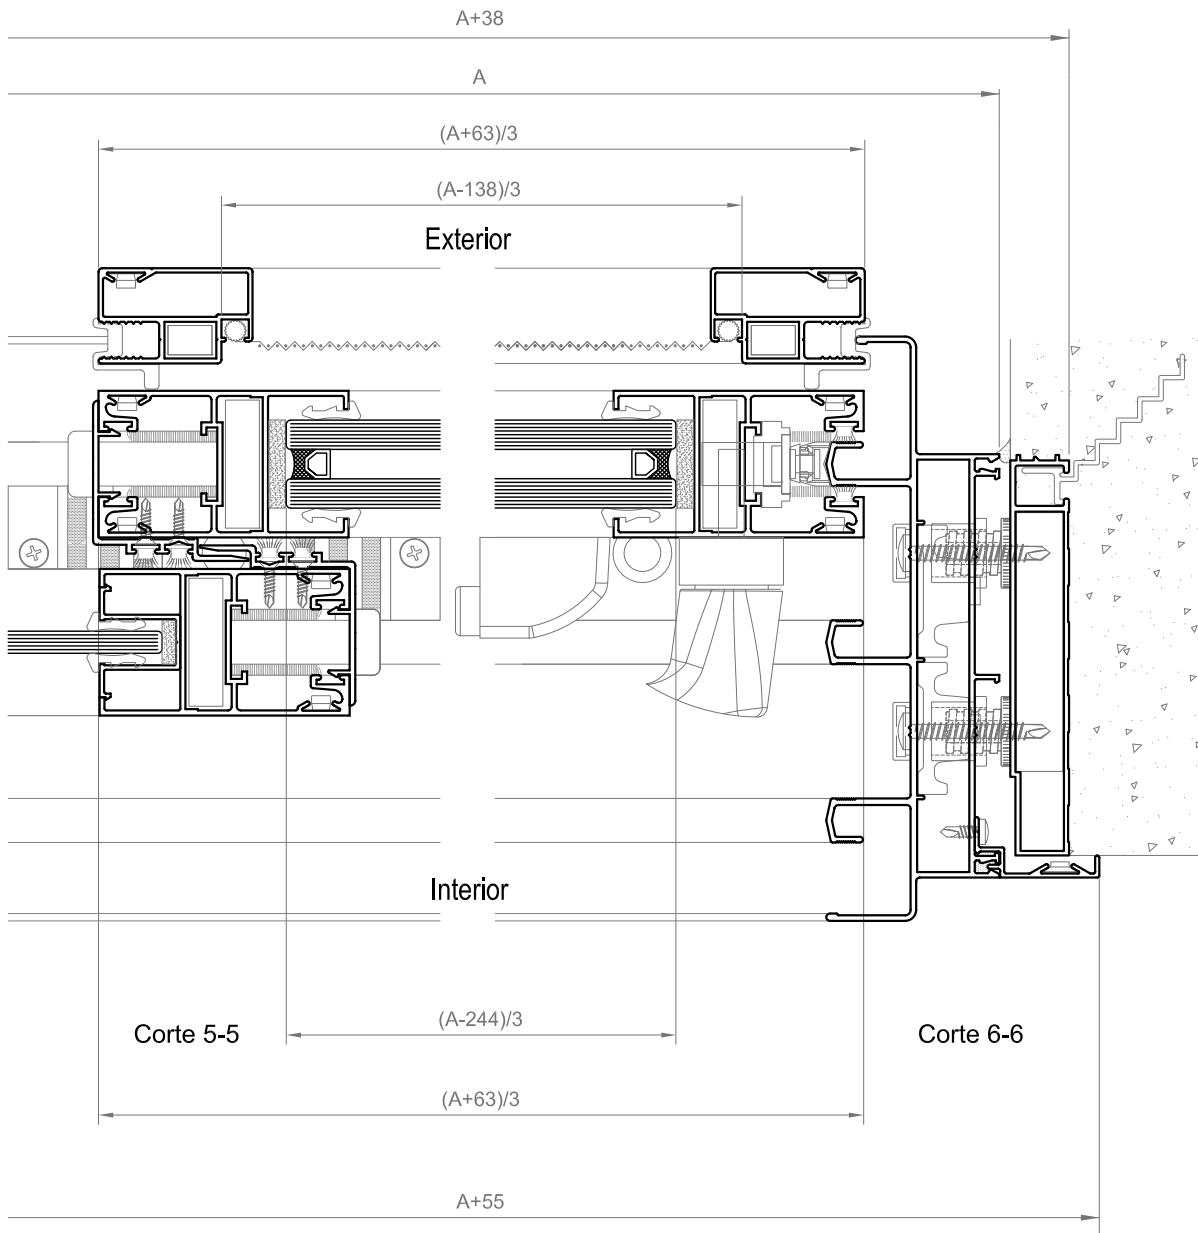 A+38
A
(A+63)/3
(A-138)/3
Exterior
Interior
Corte 5-5
(A-244)/3
Corte 6-6
(A+63)/3
A+55